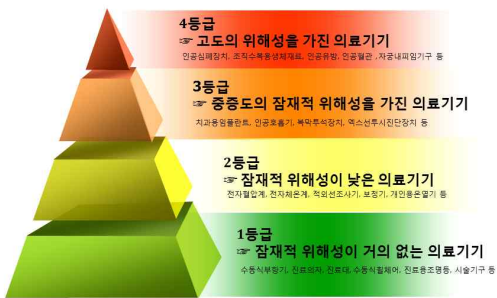 4등급
☞ 고도의 위해성을 가진 의료기기
인공심폐장치, 조직수복용생체재료, 인공유방, 인공혈관, 자궁내피임기구 등
3등급
☞ 중증도의 잠재적 위해성을 가진 의료기기
치과용임플란트, 인공호흡기, 복막투석장치, 엑스선투시진단장치 등
2등급
☞ 잠재적 위해성이 낮은 의료기기
전자혈압계, 전자체온계, 적외선조사기, 보청기, 개인용온열기 등
1등급
☞ 잠재적 위해성이 거의 없는 의료기기
수동식부항기, 진료의자, 진료대, 수동식휠체어, 진료용조명등, 시술기구 등